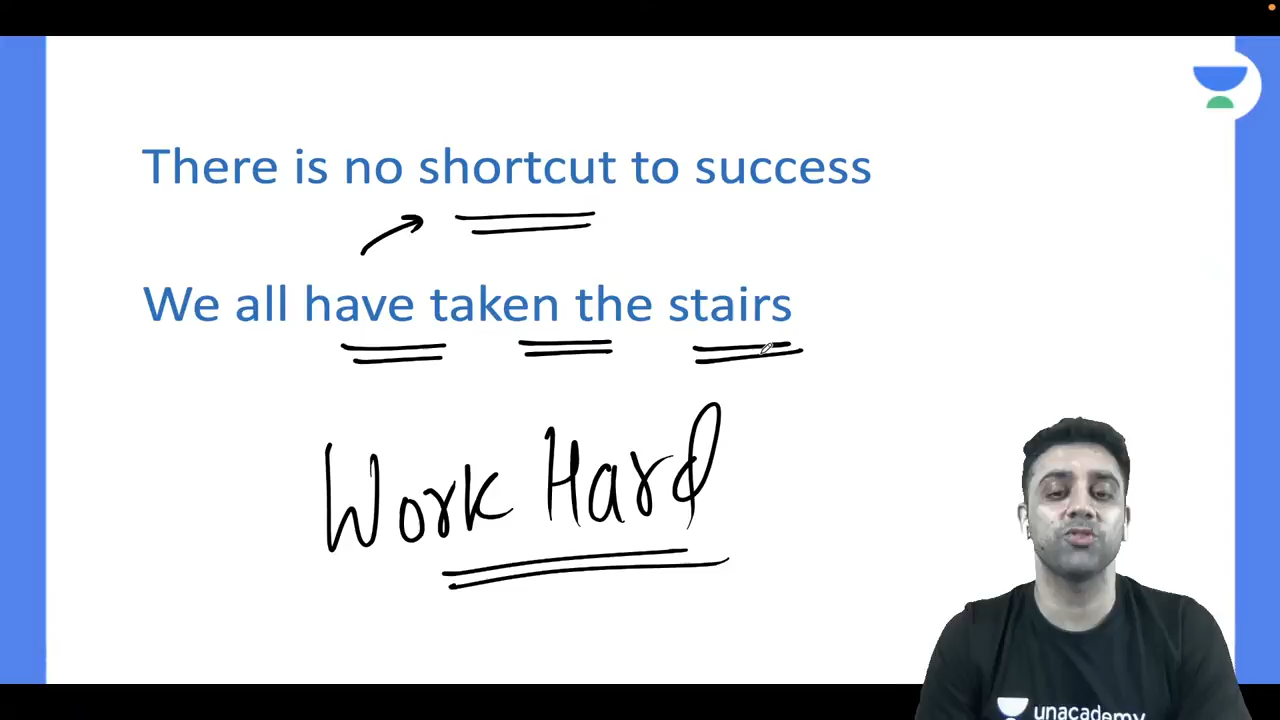 There is no shortcut to success
We all have taken the stairs
Work Hard
unacademy